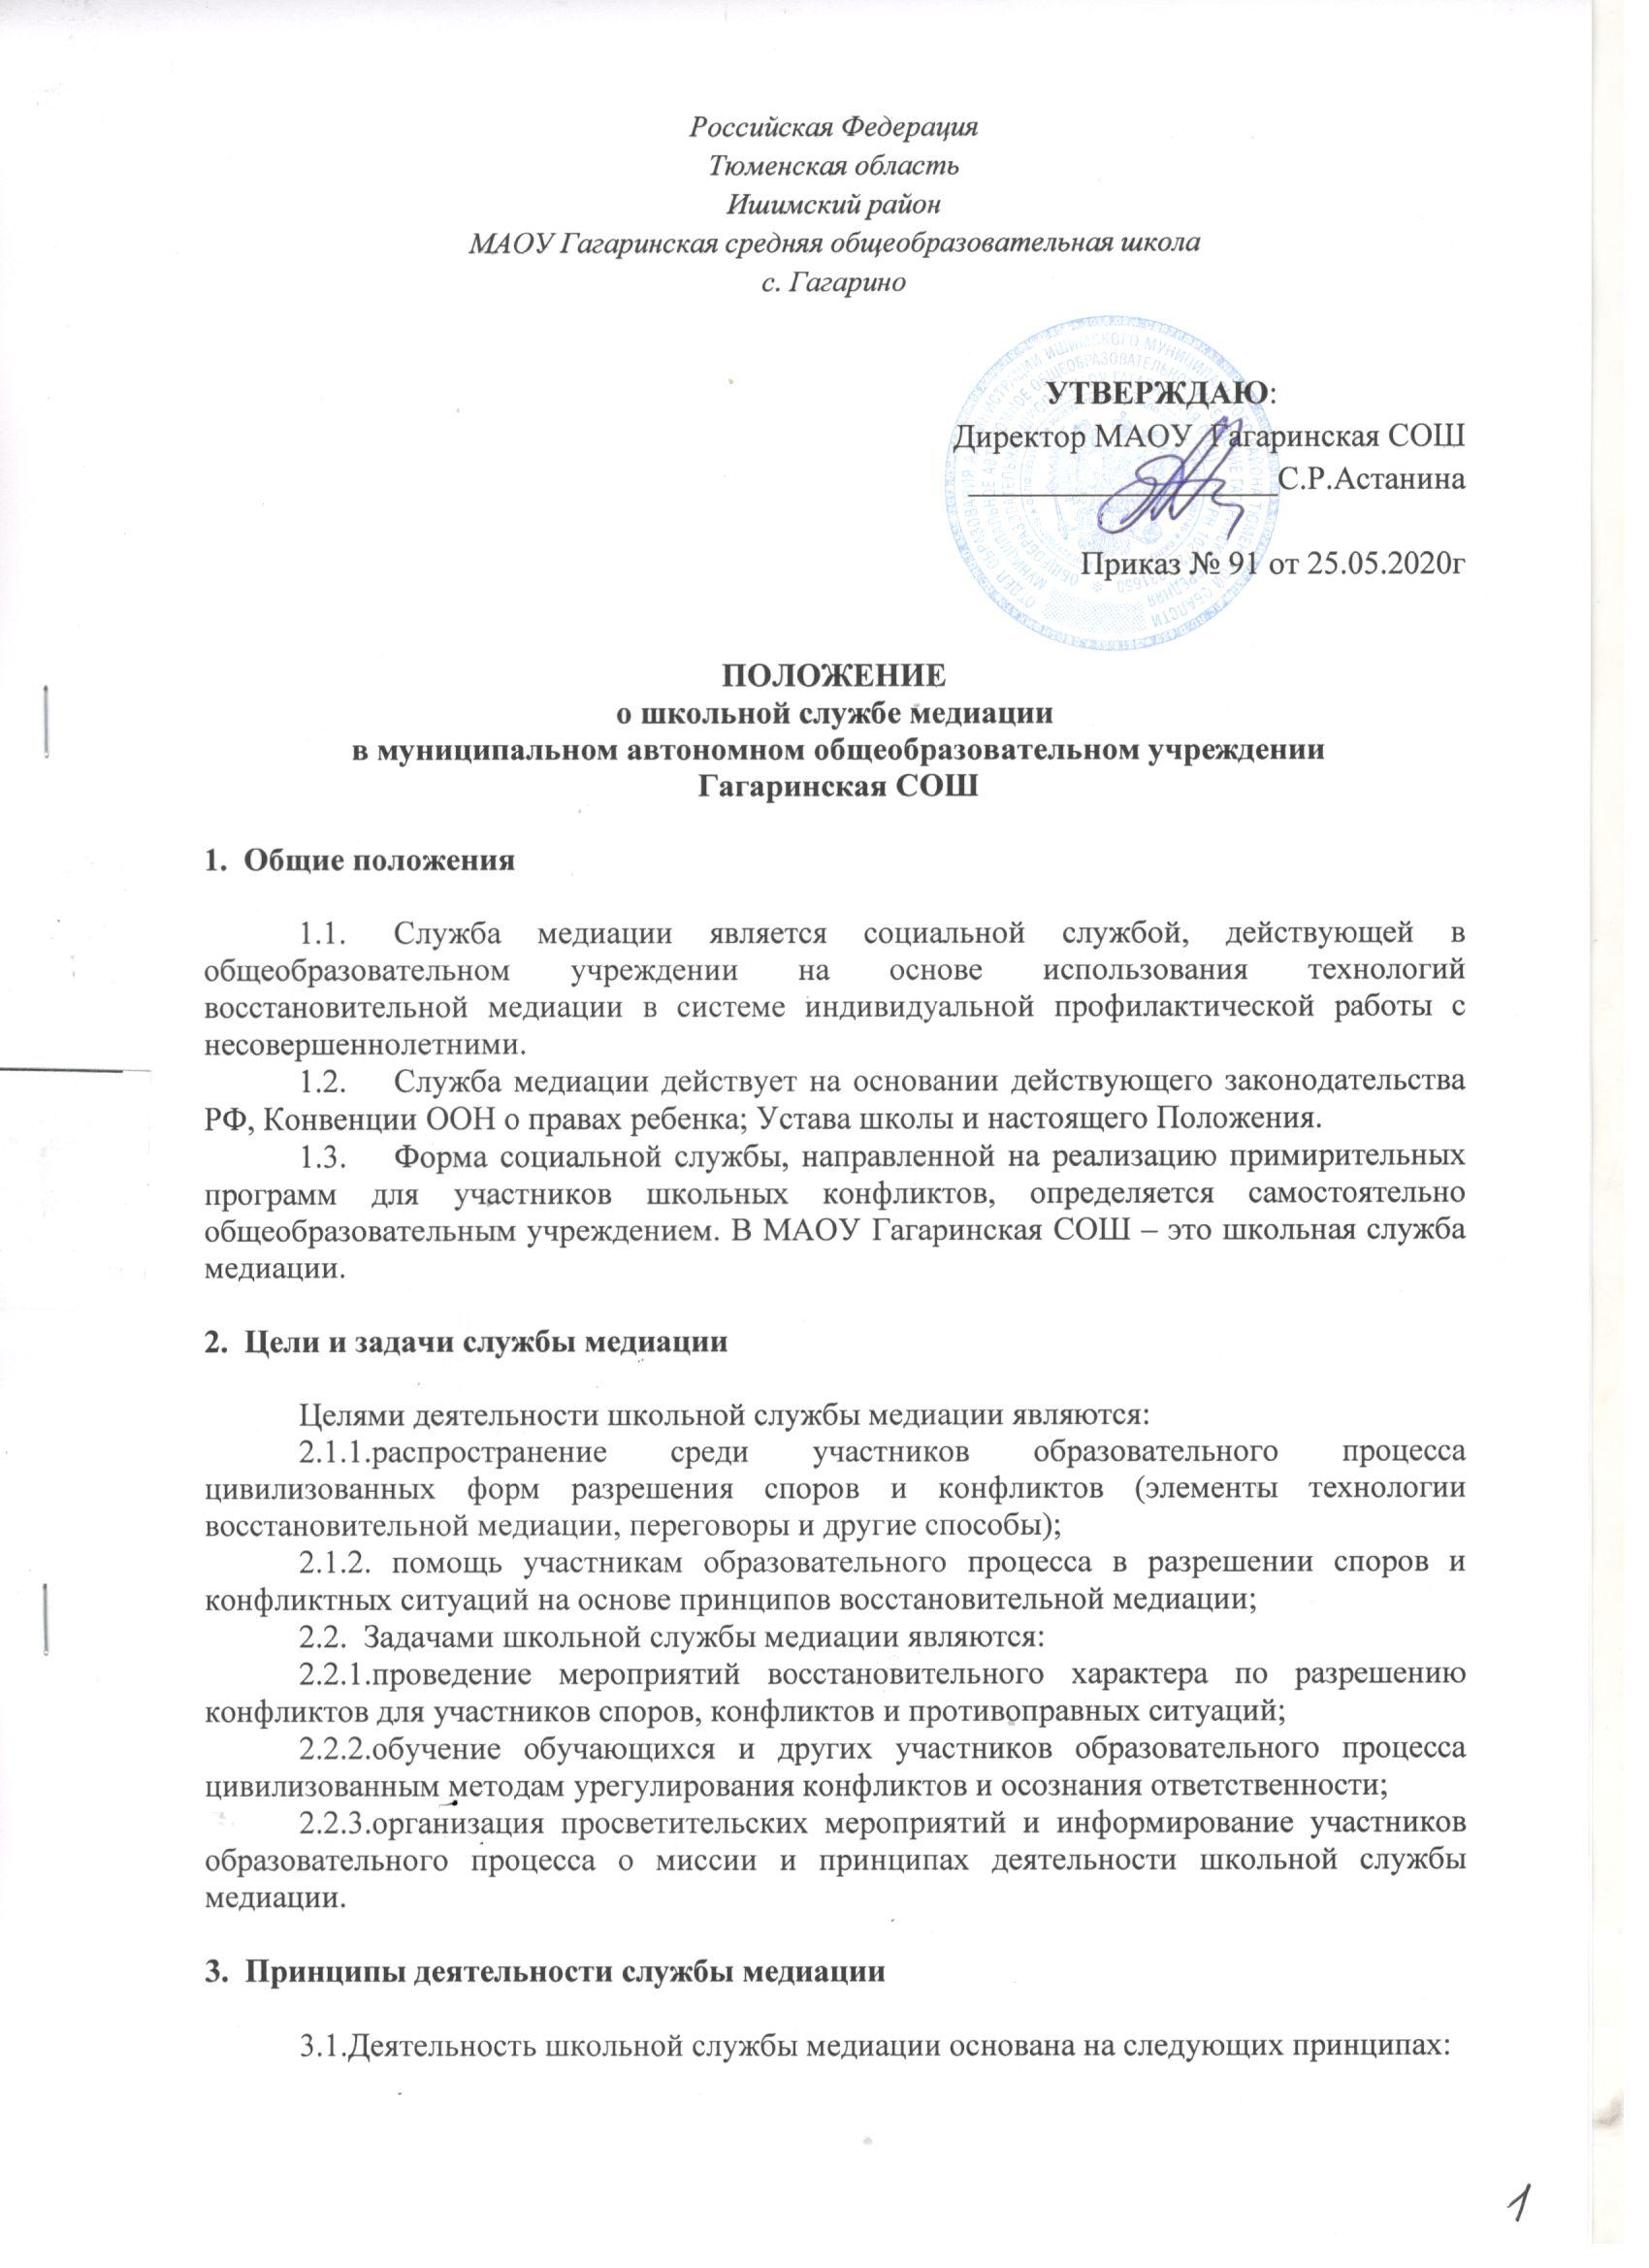 Российская Федерация
Тюменская область
Ишимский район
МАОУ Гагаринская средняя общеобразовательная школа
с. Гагарино
УТВЕРЖДАЮ:
Директор МАОУ Гагаринская СОШ
С.Р.Астанина
Приказ № 91 от 25.05.2020г
ПОЛОЖЕНИЕ
о школьной службе медиации
в муниципальном автономном общеобразовательном учреждении
Гагаринская СОШ
1. Общие положения
1.1. Служба медиации является социальной службой, действующей в
общеобразовательном учреждении на основе использования технологий
восстановительной медиации в системе индивидуальной профилактической работы с
несовершеннолетними.
1.2. Служба медиации действует на основании действующего законодательства
РФ, Конвенции ООН о правах ребенка; Устава школы и настоящего Положения.
1.3. Форма социальной службы, направленной на реализацию примирительных
программ для участников школьных конфликтов, определяется самостоятельно
общеобразовательным учреждением. В МАОУ Гагаринская СОШ – это школьная служба
медиации.
2. Цели и задачи службы медиации
Целями деятельности школьной службы медиации являются:
2.1.1.распространение среди участников образовательного процесса
цивилизованных форм разрешения споров и конфликтов (элементы технологии
восстановительной медиации, переговоры и другие способы);
2.1.2. помощь участникам образовательного процесса в разрешении споров и
конфликтных ситуаций на основе принципов восстановительной медиации;
2.2. Задачами школьной службы медиации являются:
2.2.1.проведение мероприятий восстановительного характера по разрешению
конфликтов для участников споров, конфликтов и противоправных ситуаций;
2.2.2.обучение обучающихся и других участников образовательного процесса
цивилизованным методам урегулирования конфликтов и осознания ответственности;
2.2.3.организация просветительских мероприятий и информирование участников
образовательного процесса о миссии и принципах деятельности школьной службы
медиации.
3. Принципы деятельности службы медиации
3.1.Деятельность школьной службы медиации основана на следующих принципах:
1